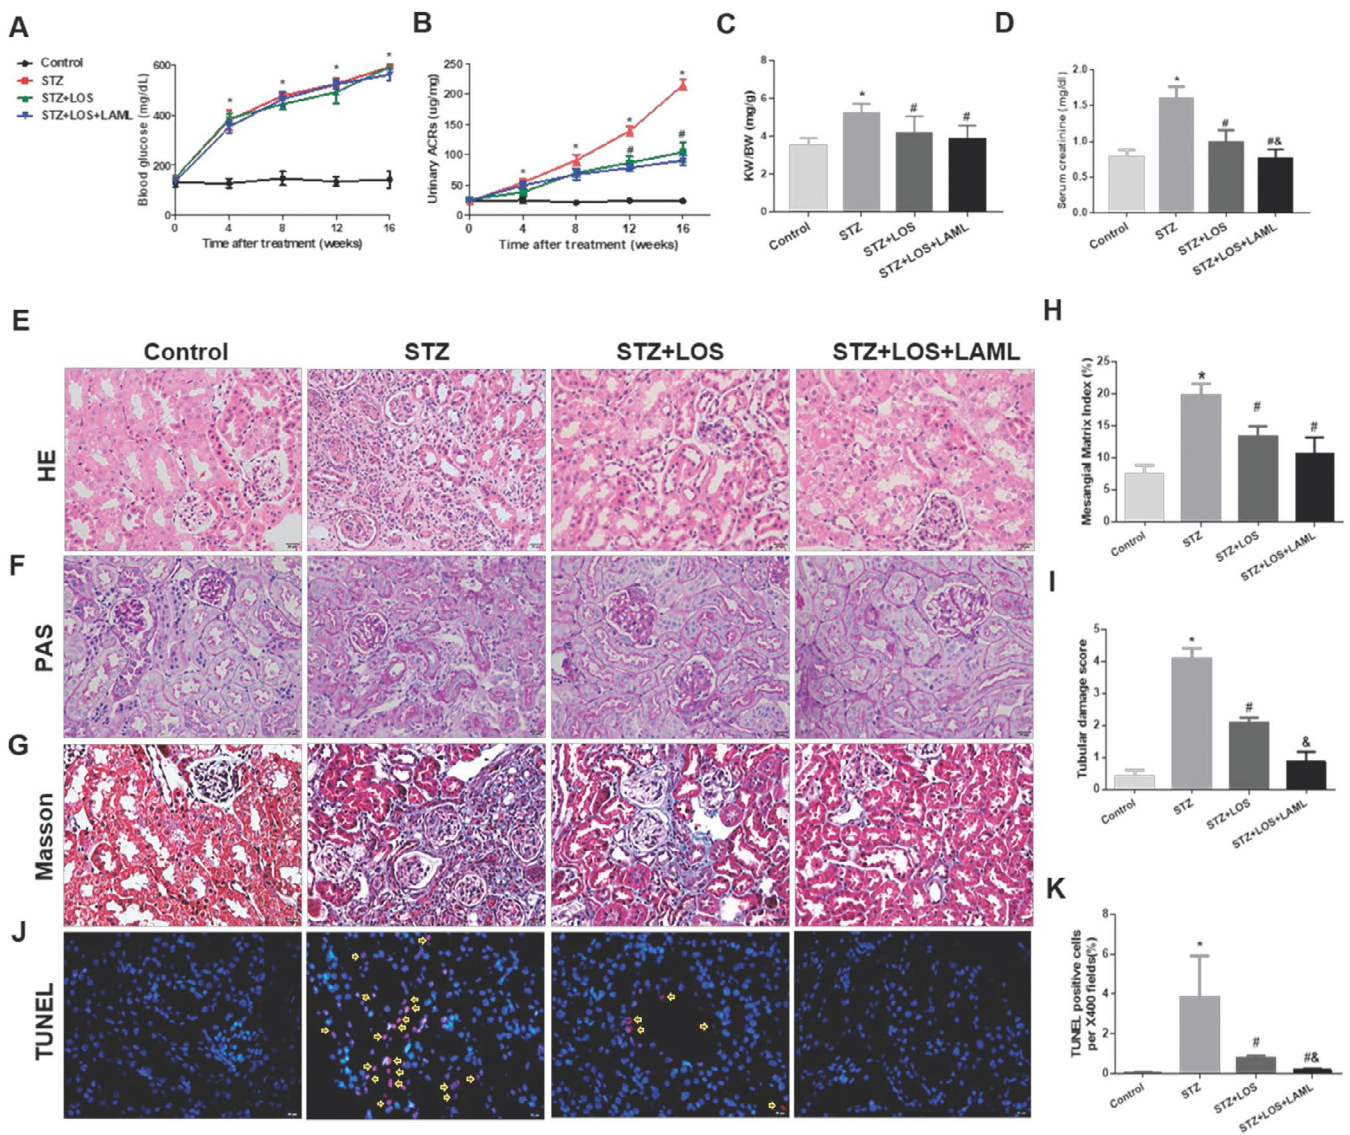 A
Control
STZ
STZ+LOS
STZ+LOS+LAML
Blood glucose (mg/dL)
600
400
200
0
0 4 8 12 16
Time after treatment (weeks)
* * * *
B
Urinary ACRs (ug/mg)
250
200
150
100
50
0
0 4 8 12 16
Time after treatment (weeks)
* * * *
# #
C
KW/BW (mg/g)
8
6
4
2
0
* # #
Control STZ STZ+LOS STZ+LOS+LAML
D
Serum creatinine (mg/dl)
2.0
1.5
1.0
0.5
0.0
* # #&
Control STZ STZ+LOS STZ+LOS+LAML
E
Control STZ STZ+LOS STZ+LOS+LAML
HE
F
PAS
G
Masson
J
TUNEL
H
Mesangial Matrix Index (%)
25
20
15
10
5
0
* # #
Control STZ STZ+LOS STZ+LOS+LAML
I
Tubular damage score
5
4
3
2
1
0
* # &
Control STZ STZ+LOS STZ+LOS+LAML
K
TUNEL positive cells
per X400 fields(%)
8
6
4
2
0
* # #&
Control STZ STZ+LOS STZ+LOS+LAML